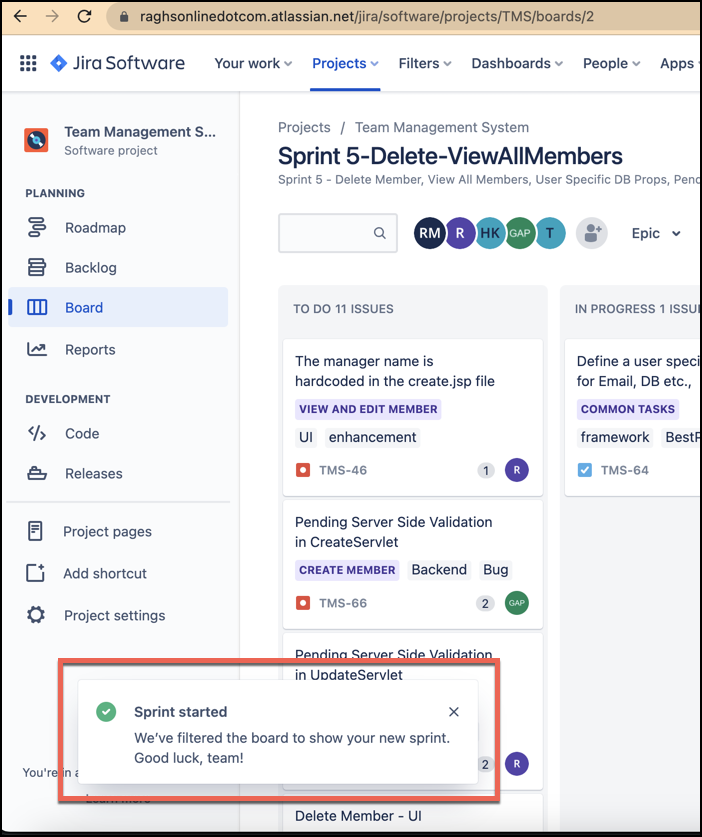 raghsonlinedotcom.atlassian.net/jira/software/projects/TMS/boards/2
Jira Software
Your work
Projects
Filters
Dashboards
People
Apps
Team Management S...
Software project
PLANNING
Roadmap
Backlog
Board
Reports
DEVELOPMENT
Code
Releases
Project pages
Add shortcut
Project settings
You're in a
Projects / Team Management System
Sprint 5-Delete-ViewAllMembers
Sprint 5 - Delete Member, View All Members, User Specific DB Props, Pend
RM R HK GAP T
Epic
TO DO 11 ISSUES
The manager name is
hardcoded in the create.jsp file
VIEW AND EDIT MEMBER
UI enhancement
TMS-46 1 R
Pending Server Side Validation
in CreateServlet
CREATE MEMBER Backend Bug
TMS-66 2 GAP
Pending Server Side Validation
in UpdateServlet
2 R
Delete Member - UI
IN PROGRESS 1 ISSU
Define a user speci
for Email, DB etc.,
COMMON TASKS
framework BestP
TMS-64
Sprint started
We've filtered the board to show your new sprint.
Good luck, team!